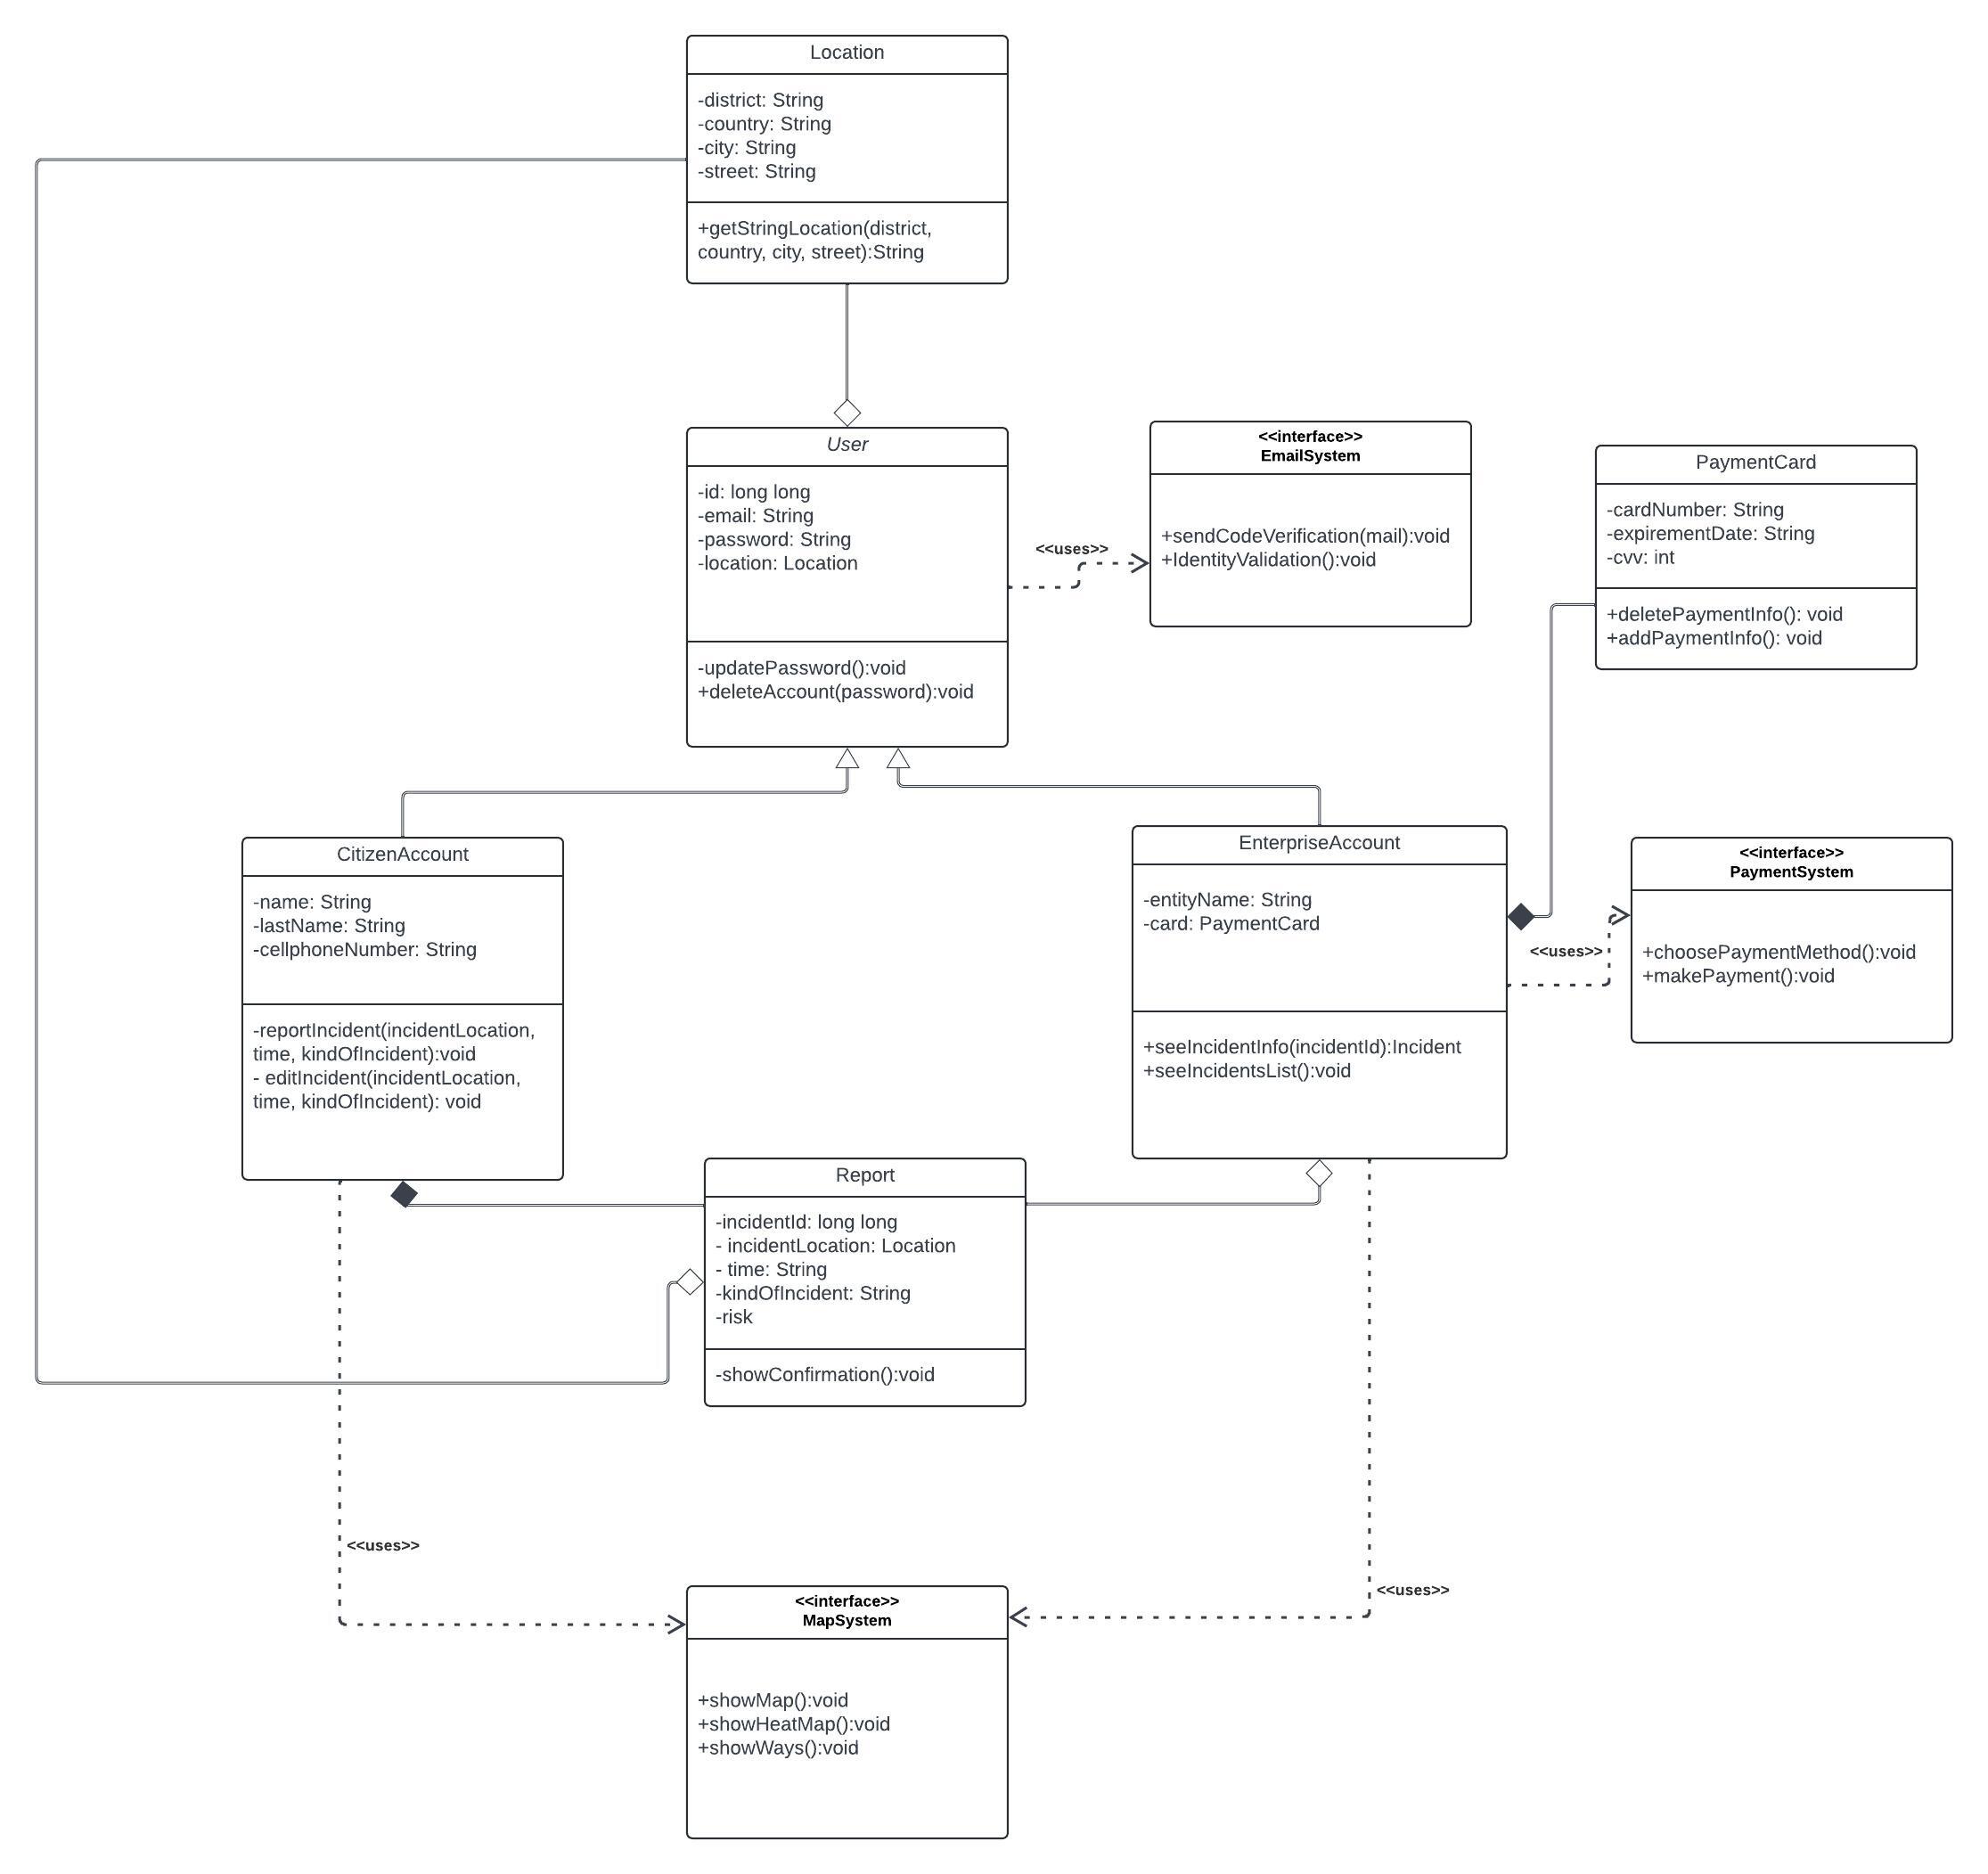 Location
-district: String
-country: String
-city: String
-street: String
+getStringLocation(district,
country, city, street):String
User
-id: long long
-email: String
-password: String
-location: Location
-updatePassword():void
+deleteAccount(password):void
<<uses>>
<<interface>>
EmailSystem
+sendCodeVerification(mail):void
+IdentityValidation():void
PaymentCard
-cardNumber: String
-expirementDate: String
-cvv: int
+deletePaymentInfo(): void
+addPaymentInfo(): void
CitizenAccount
-name: String
-lastName: String
-cellphoneNumber: String
-reportIncident(incidentLocation,
time, kindOfIncident):void
- editIncident(incidentLocation,
time, kindOfIncident): void
EnterpriseAccount
-entityName: String
-card: PaymentCard
+seeIncidentInfo(incidentId):Incident
+seeIncidentsList():void
<<uses>>
<<interface>>
PaymentSystem
+choosePaymentMethod():void
+makePayment():void
Report
-incidentId: long long
- incidentLocation: Location
- time: String
-kindOfIncident: String
-risk
-showConfirmation():void
<<uses>>
<<uses>>
<<interface>>
MapSystem
+showMap():void
+showHeatMap():void
+showWays():void